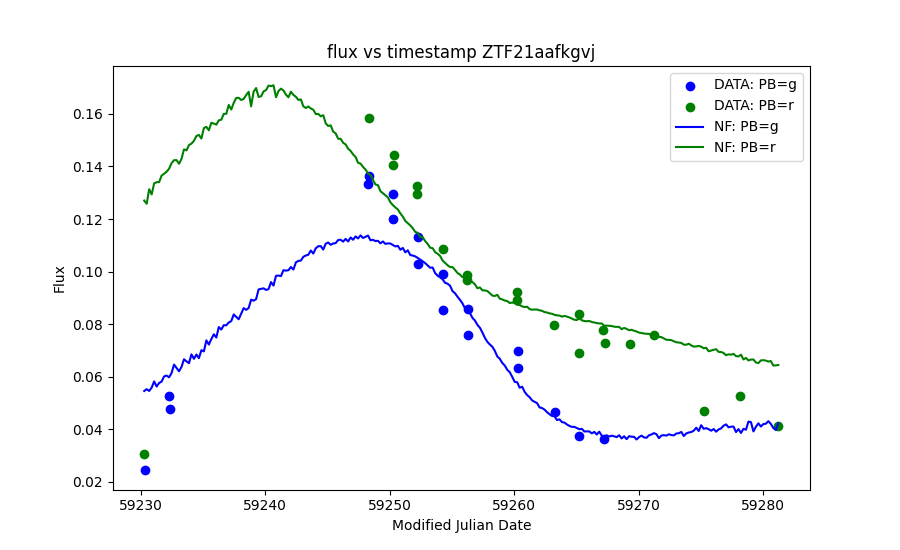 flux vs timestamp ZTF21aafkgvj
DATA: PB=g
DATA: PB=r
NF: PB=g
NF: PB=r
0.16
0.14
0.12
0.10
0.08
0.06
0.04
0.02
Flux
59230 59240 59250 59260 59270 59280
Modified Julian Date